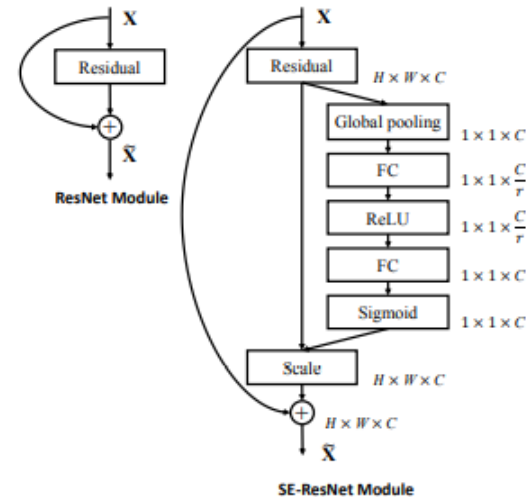 X
Residual
+
X̃
ResNet Module
X
Residual
H × W × C
Global pooling
1 × 1 × C
FC
1 × 1 × C/r
ReLU
1 × 1 × C/r
FC
1 × 1 × C
Sigmoid
1 × 1 × C
Scale
H × W × C
+
H × W × C
X̃
SE-ResNet Module